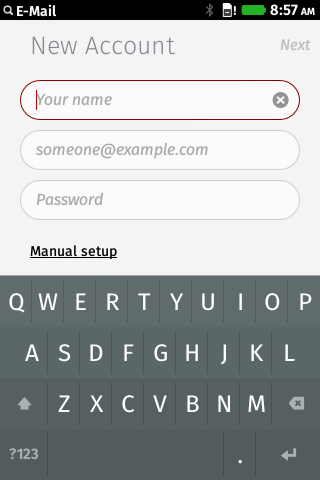 E-Mail 8:57 AM
New Account Next
Your name
someone@example.com
Password
Manual setup
Q W E R T Y U I O P
A S D F G H J K L
Z X C V B N M
?123 .